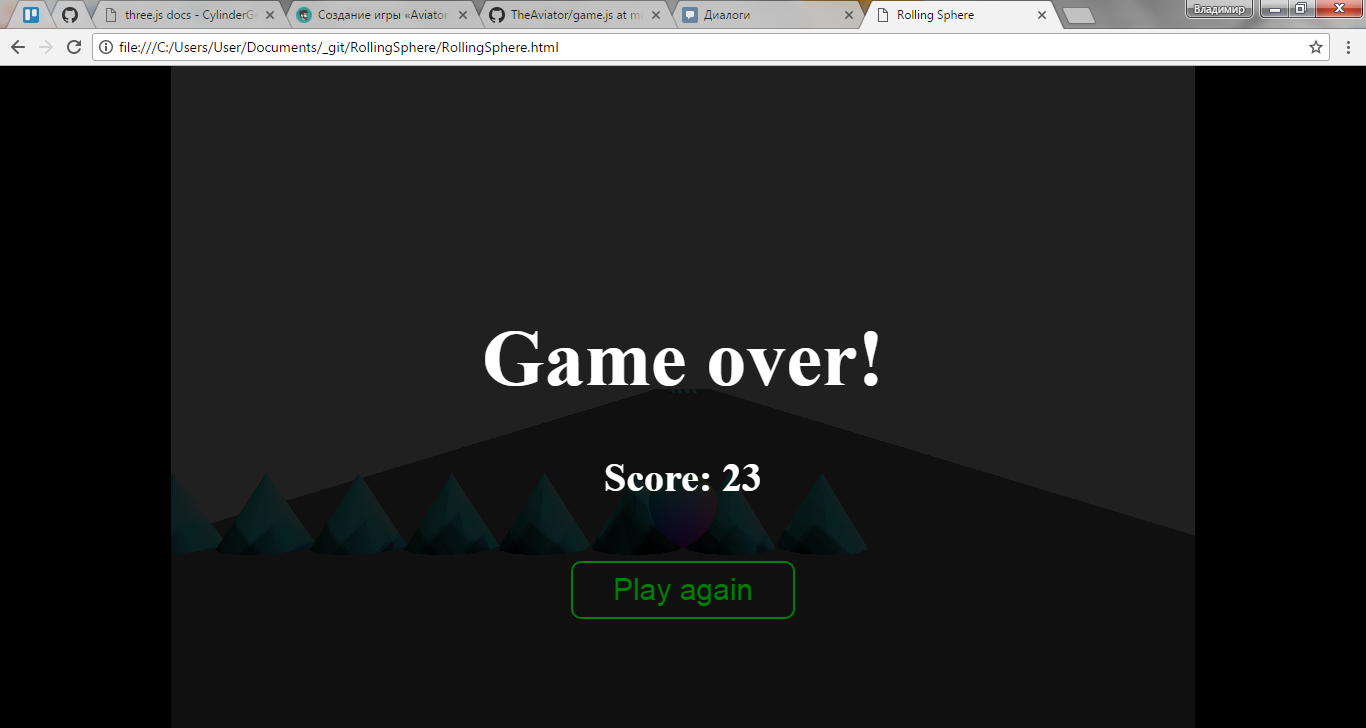 three.js docs - CylinderGe
Создание игры «Aviator
TheAviator/game.js at m
Диалоги
Rolling Sphere
Владимир
file:///C:/Users/User/Documents/_git/RollingSphere/RollingSphere.html
Game over!
Score: 23
Play again